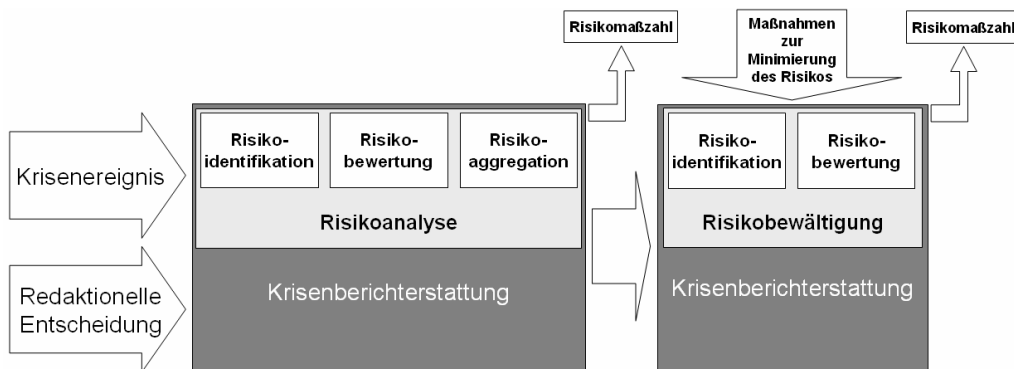 Risikomaßzahl
Maßnahmen
zur
Minimierung
des Risikos
Risikomaßzahl
Krisenereignis
Redaktionelle
Entscheidung
Risiko-
identifikation
Risiko-
bewertung
Risiko-
aggregation
Risikoanalyse
Krisenberichterstattung
Risiko-
identifikation
Risiko-
bewertung
Risikobewältigung
Krisenberichterstattung